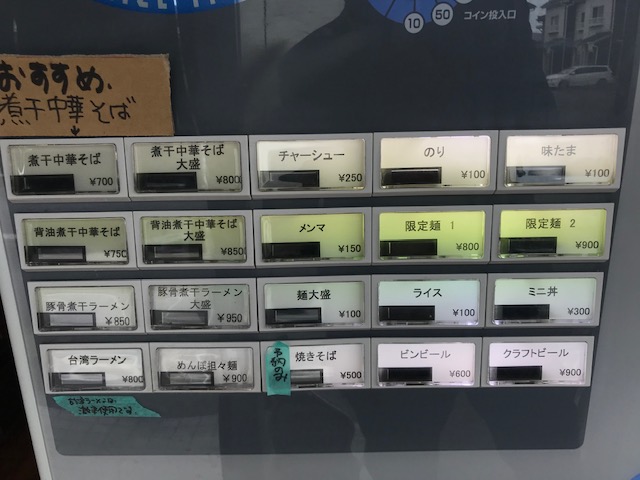 10
50
コイン投入口
おすすめ、
煮干中華そば
↓
煮干中華そば
¥700
煮干中華そば
大盛
¥800
チャーシュー
¥250
のり
¥100
味たま
¥100
背油煮干中華そば
¥750
背油煮干中華そば
大盛
¥850
メンマ
¥150
限定麺 1
¥800
限定麺 2
¥900
豚骨煮干ラーメン
¥850
豚骨煮干ラーメン
大盛
¥950
麺大盛
¥100
ライス
¥100
ミニ丼
¥300
台湾ラーメン
¥800
めんぱ担々麺
¥900
予約のみ
焼きそば
¥500
ビンビール
¥600
クラフトビール
¥900